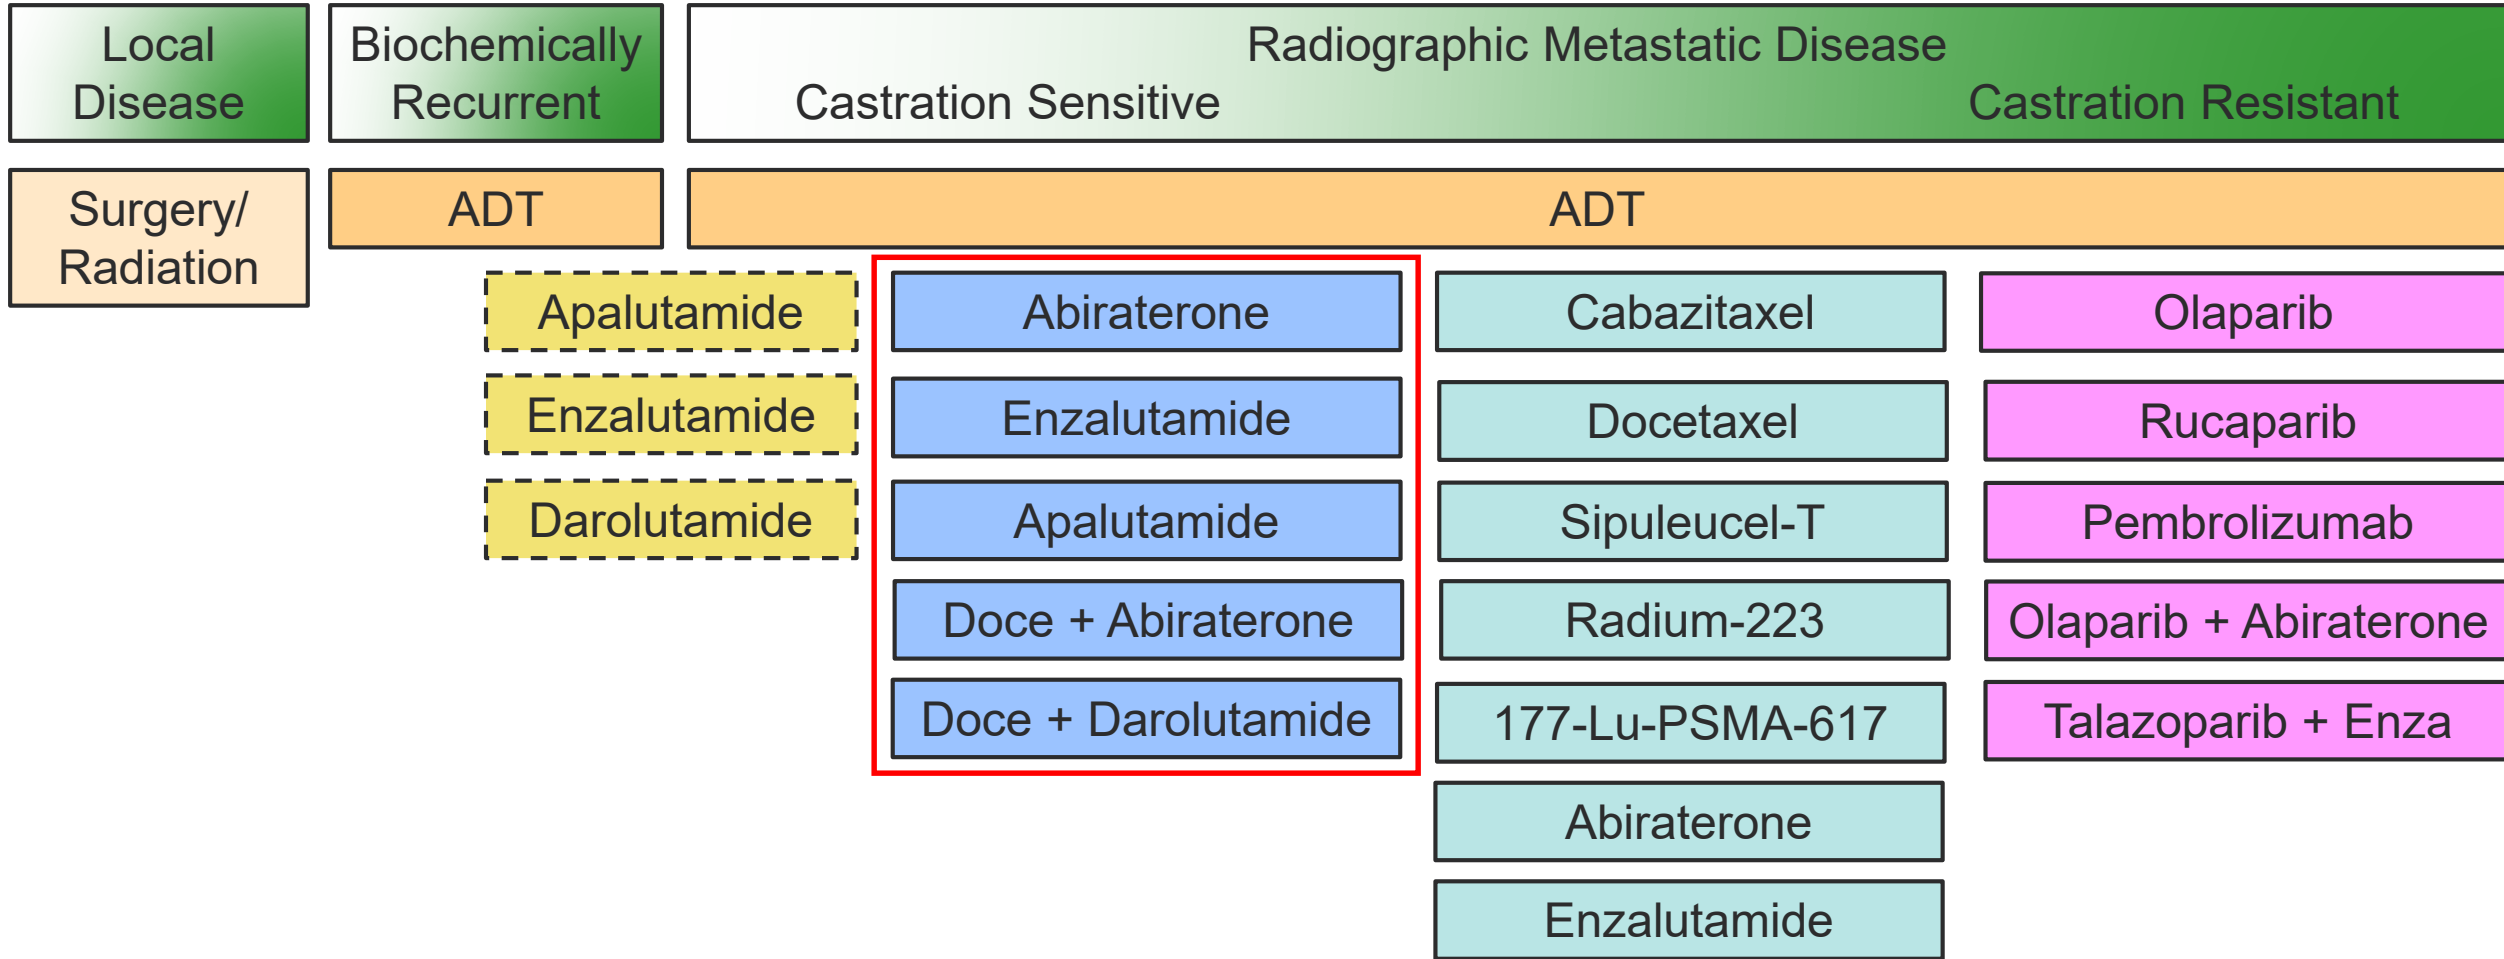 Local
Disease
Biochemically
Recurrent
Radiographic Metastatic Disease
Castration Sensitive
Castration Resistant
Surgery/
Radiation
ADT
ADT
Apalutamide
Enzalutamide
Darolutamide
Abiraterone
Enzalutamide
Apalutamide
Doce + Abiraterone
Doce + Darolutamide
Cabazitaxel
Docetaxel
Sipuleucel-T
Radium-223
177-Lu-PSMA-617
Abiraterone
Enzalutamide
Olaparib
Rucaparib
Pembrolizumab
Olaparib + Abiraterone
Talazoparib + Enza